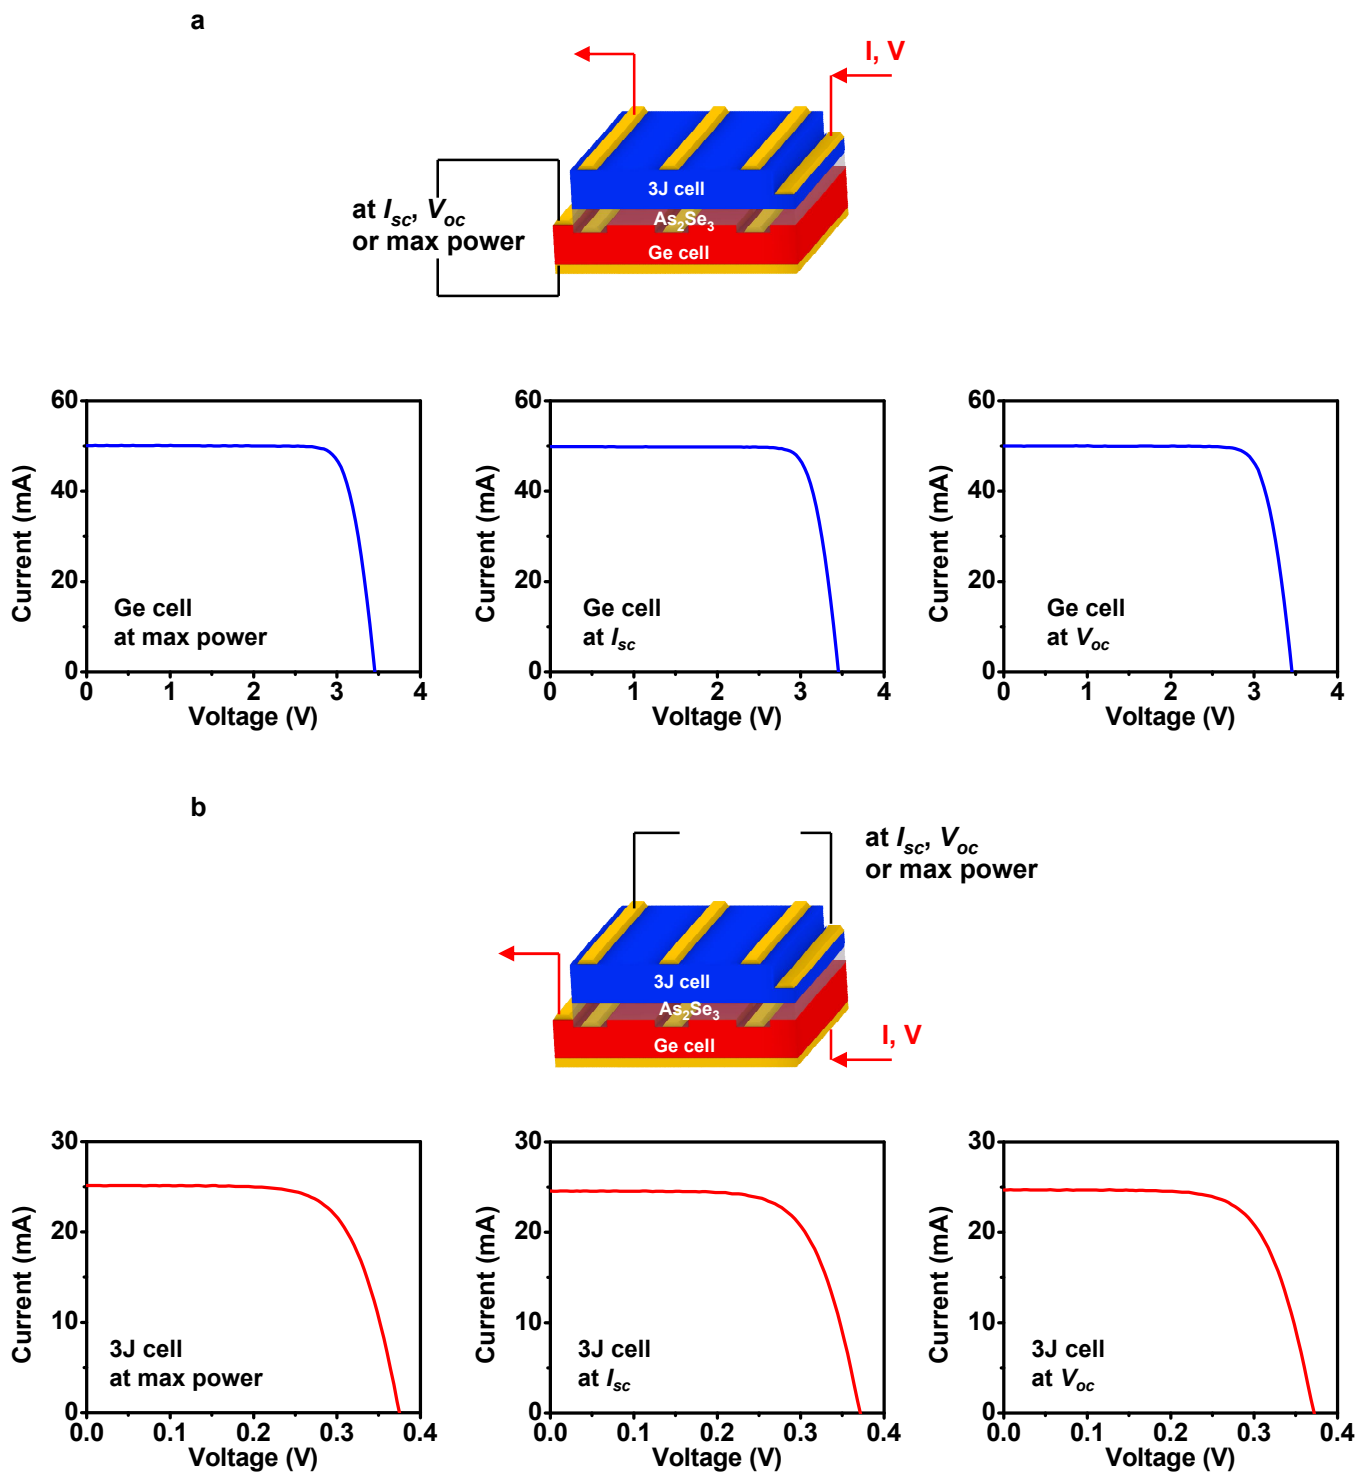 a
I, V
3J cell
As2Se3
Ge cell
at Isc, Voc
or max power
60
40
20
0
Current (mA)
Ge cell
at max power
0 1 2 3 4
Voltage (V)
60
40
20
0
Current (mA)
Ge cell
at Isc
0 1 2 3 4
Voltage (V)
60
40
20
0
Current (mA)
Ge cell
at Voc
0 1 2 3 4
Voltage (V)
b
at Isc, Voc
or max power
3J cell
As2Se3
Ge cell
I, V
30
20
10
0
Current (mA)
3J cell
at max power
0.0 0.1 0.2 0.3 0.4
Voltage (V)
30
20
10
0
Current (mA)
3J cell
at Isc
0.0 0.1 0.2 0.3 0.4
Voltage (V)
30
20
10
0
Current (mA)
3J cell
at Voc
0.0 0.1 0.2 0.3 0.4
Voltage (V)